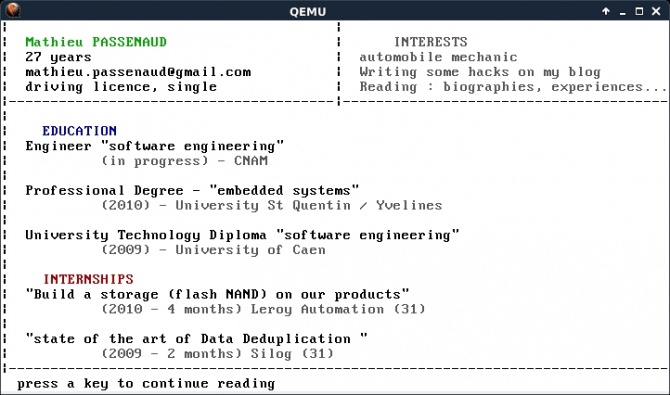 QEMU
Mathieu PASSENAUD
27 years
mathieu.passenaud@gmail.com
driving licence, single
INTERESTS
automobile mechanic
Writing some hacks on my blog
Reading : biographies, experiences...
EDUCATION
Engineer "software engineering"
(in progress) - CNAM
Professional Degree - "embedded systems"
(2010) - University St Quentin / Yvelines
University Technology Diploma "software engineering"
(2009) - University of Caen
INTERNSHIPS
"Build a storage (flash NAND) on our products"
(2010 - 4 months) Leroy Automation (31)
"state of the art of Data Deduplication "
(2009 - 2 months) Silog (31)
press a key to continue reading